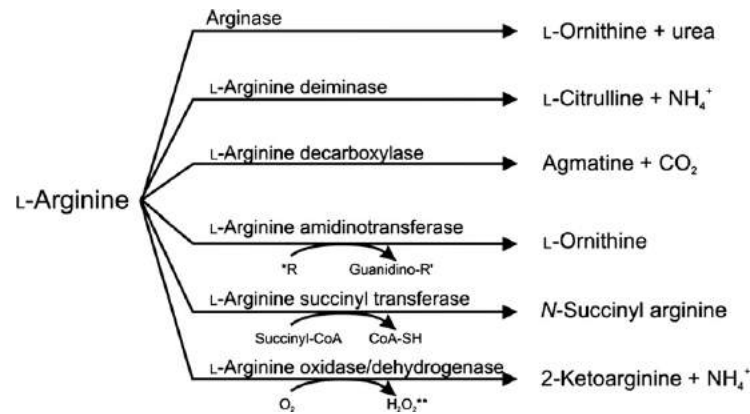 Arginase
L-Ornithine + urea
L-Arginine deiminase
L-Citrulline + NH₄⁺
L-Arginine decarboxylase
Agmatine + CO₂
L-Arginine
L-Arginine amidinotransferase
L-Ornithine
*R
Guanidino-R'
L-Arginine succinyl transferase
N-Succinyl arginine
Succinyl-CoA
CoA-SH
L-Arginine oxidase/dehydrogenase
2-Ketoarginine + NH₄⁺
O₂
H₂O₂**